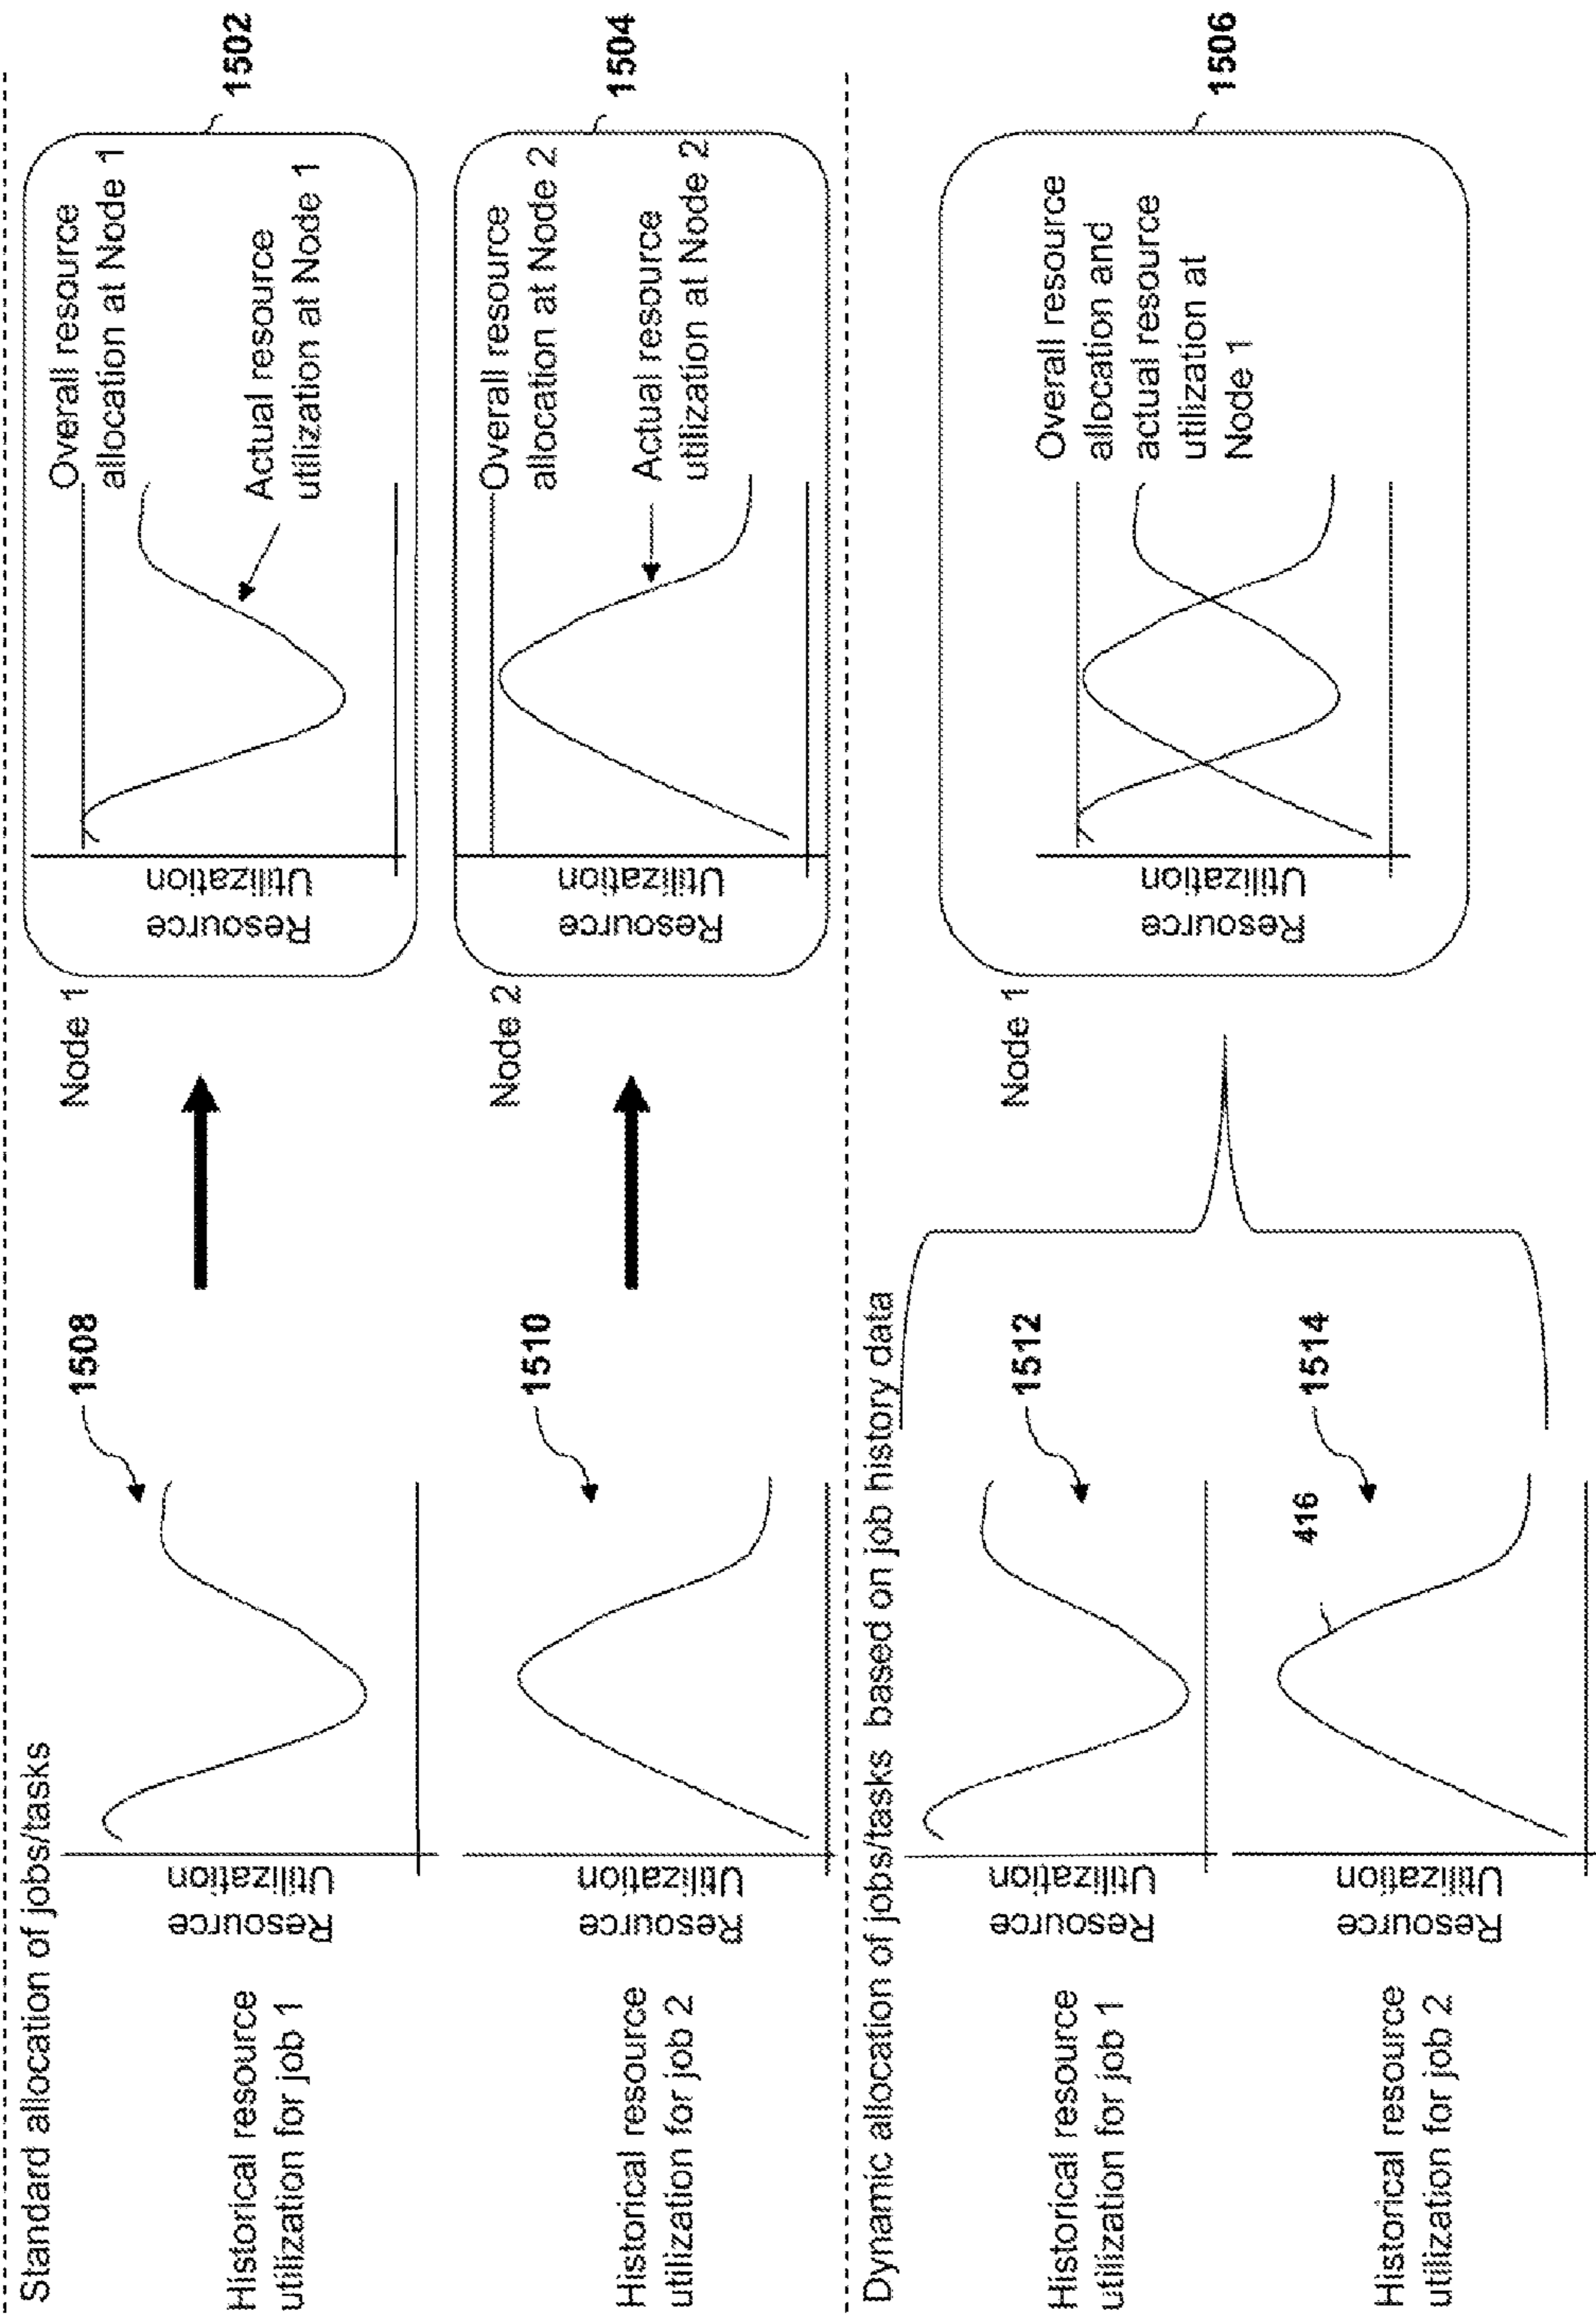 Standard allocation of jobs/tasks
Historical resource
utilization for job 1
Resource
Utilization
1508
Node 1
Resource
Utilization
Overall resource
allocation at Node 1
Actual resource
utilization at Node 1
1502
Historical resource
utilization for job 2
Resource
Utilization
1510
Node 2
Resource
Utilization
Overall resource
allocation at Node 2
Actual resource
utilization at Node 2
1504
Dynamic allocation of jobs/tasks based on job history data
Historical resource
utilization for job 1
Resource
Utilization
1512
Historical resource
utilization for job 2
Resource
Utilization
416
1514
Node 1
Resource
Utilization
Overall resource
allocation and
actual resource
utilization at
Node 1
1506